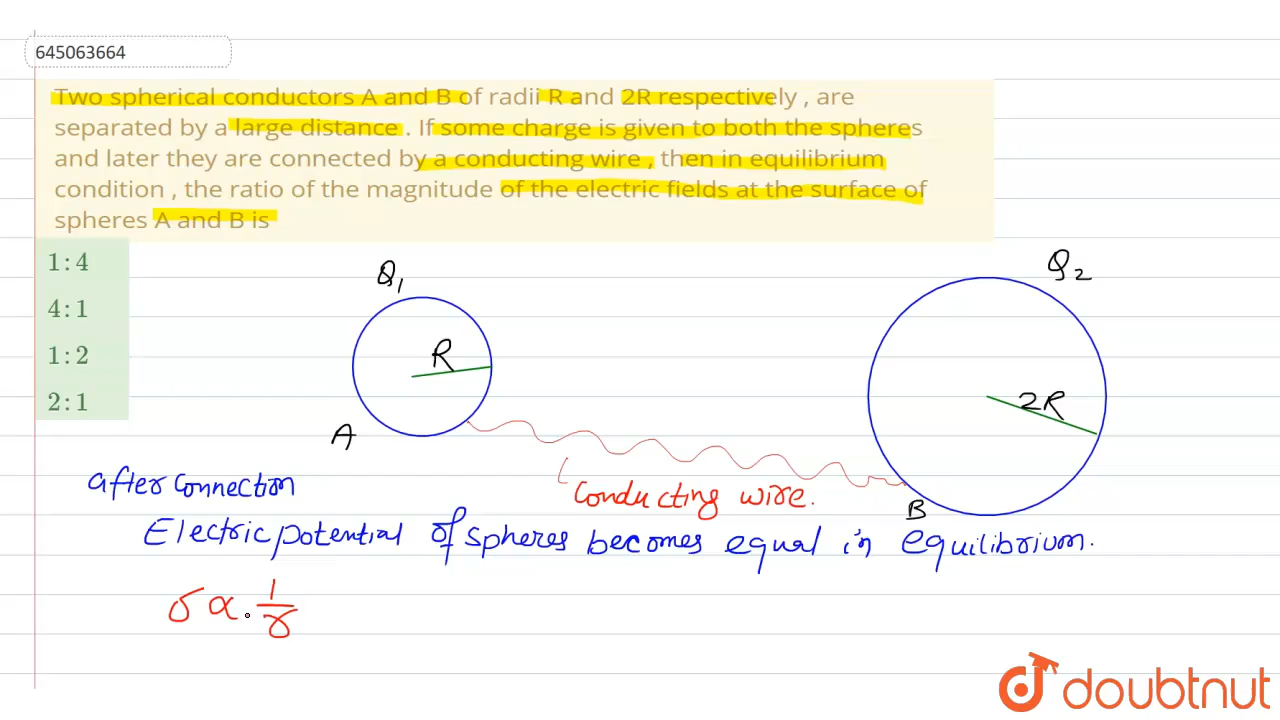 645063664
Two spherical conductors A and B of radii R and 2R respectively , are
separated by a large distance . If some charge is given to both the spheres
and later they are connected by a conducting wire , then in equilibrium
condition , the ratio of the magnitude of the electric fields at the surface of
spheres A and B is
1 : 4
4 : 1
1 : 2
2 : 1
Q₁
Q₂
R
2R
A
B
conducting wire.
after connection
Electric potential of spheres becomes equal in equilibrium.
σ α . 1/r
doubtnut